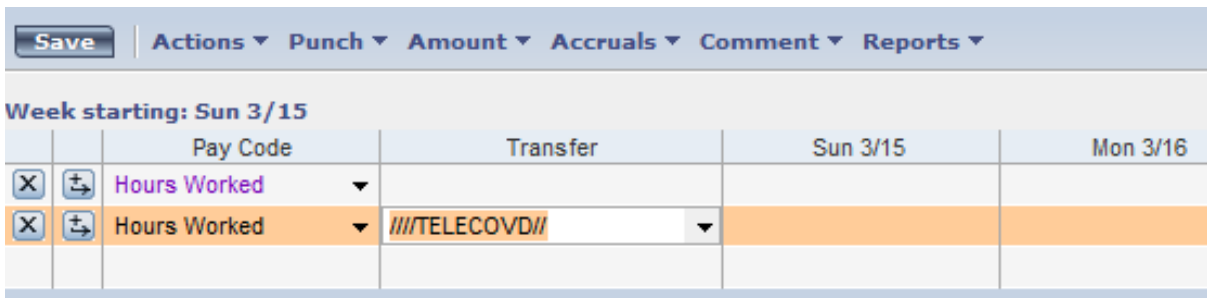 Save Actions Punch Amount Accruals Comment Reports
Week starting: Sun 3/15
Pay Code Transfer Sun 3/15 Mon 3/16
Hours Worked
Hours Worked ////TELECOVD//